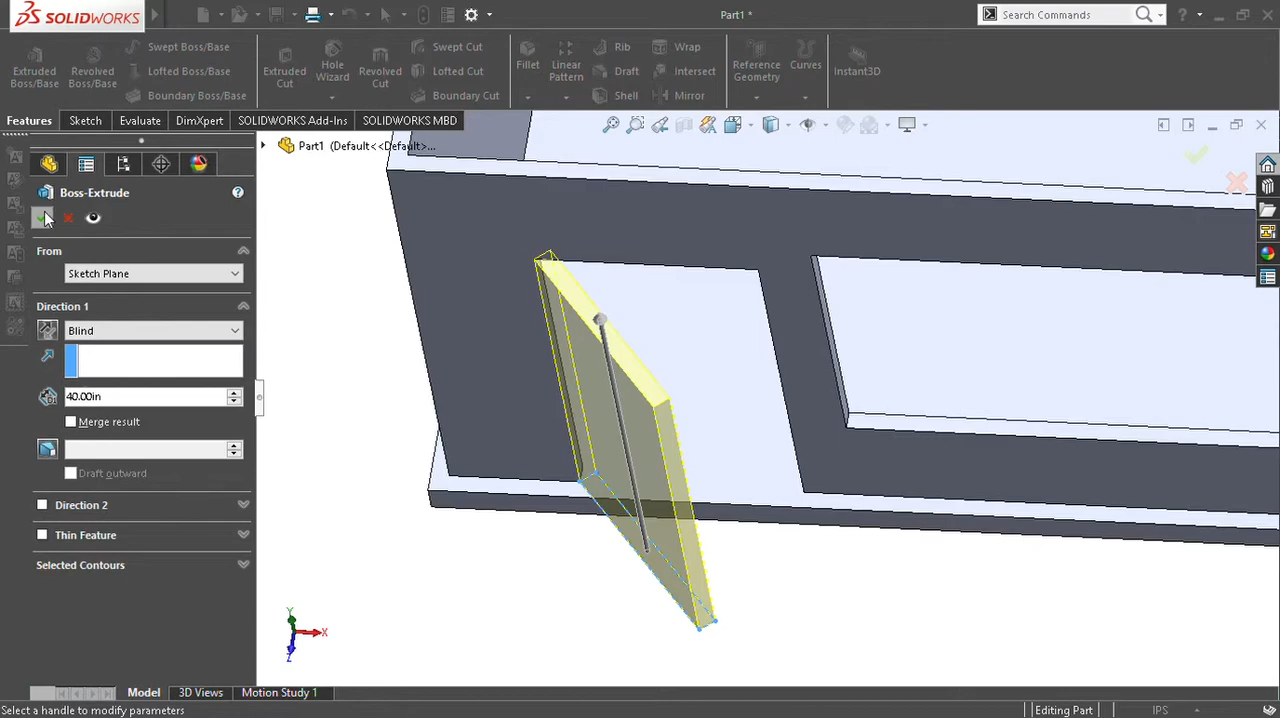 SOLIDWORKS
Part1 *
Search Commands
?
Extruded Boss/Base
Revolved Boss/Base
Swept Boss/Base
Lofted Boss/Base
Boundary Boss/Base
Extruded Cut
Hole Wizard
Revolved Cut
Swept Cut
Lofted Cut
Boundary Cut
Fillet
Linear Pattern
Rib
Draft
Shell
Wrap
Intersect
Mirror
Reference Geometry
Curves
Instant3D
Features
Sketch
Evaluate
DimXpert
SOLIDWORKS Add-Ins
SOLIDWORKS MBD
Part1 (Default<<Default>...
Boss-Extrude
?
From
Sketch Plane
Direction 1
Blind
40.00in
Merge result
Draft outward
Direction 2
Thin Feature
Selected Contours
Y
X
Z
Model
3D Views
Motion Study 1
Select a handle to modify parameters
Editing Part
IPS